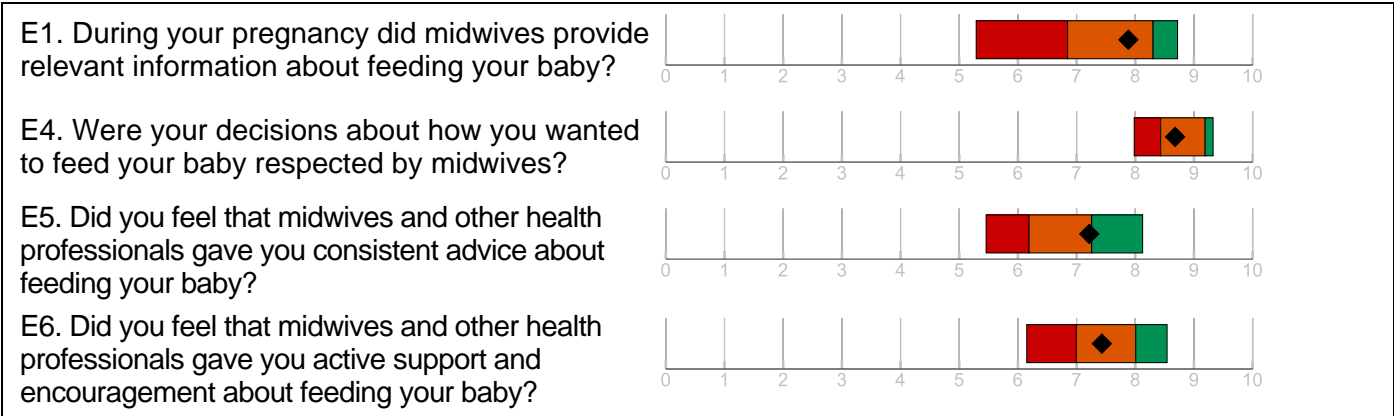 E1. During your pregnancy did midwives provide
relevant information about feeding your baby?
0 1 2 3 4 5 6 7 8 9 10
E4. Were your decisions about how you wanted
to feed your baby respected by midwives?
0 1 2 3 4 5 6 7 8 9 10
E5. Did you feel that midwives and other health
professionals gave you consistent advice about
feeding your baby?
0 1 2 3 4 5 6 7 8 9 10
E6. Did you feel that midwives and other health
professionals gave you active support and
encouragement about feeding your baby?
0 1 2 3 4 5 6 7 8 9 10